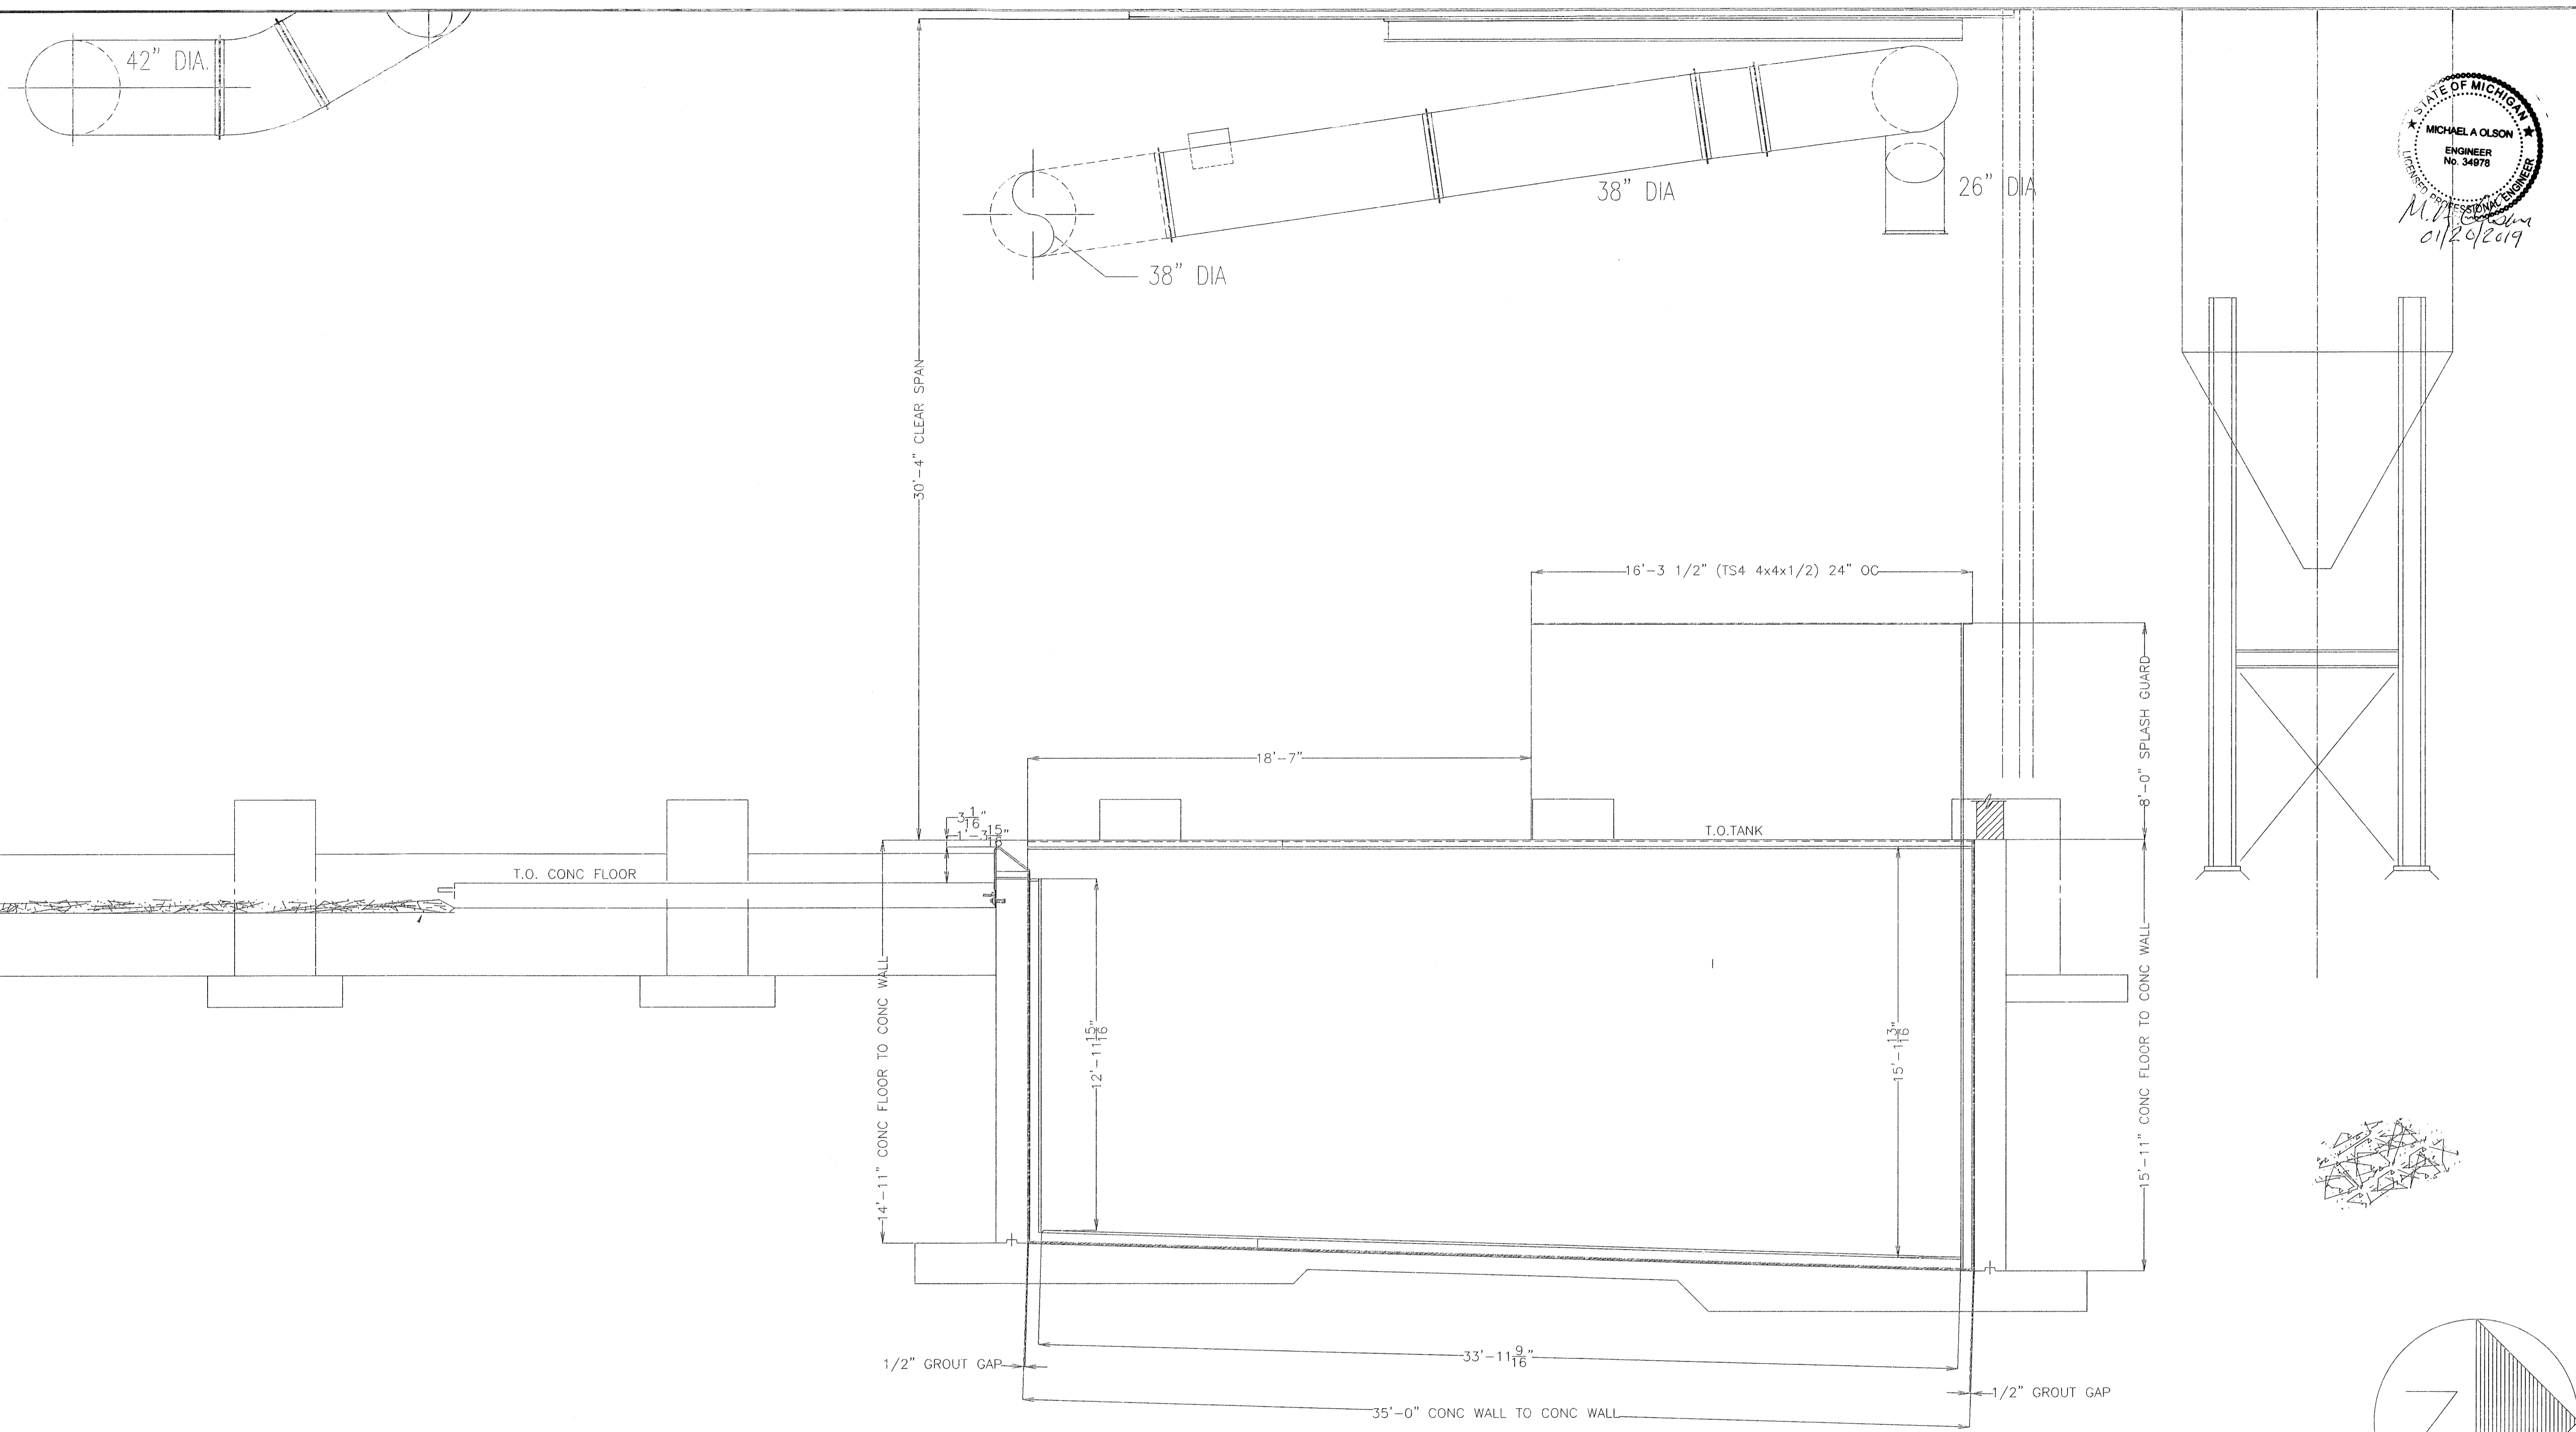 42" DIA.
STATE OF MICHIGAN
MICHAEL A OLSON
ENGINEER
No. 34978
LICENSED PROFESSIONAL ENGINEER
01/20/2019
38" DIA
26" DIA
38" DIA
30'-4" CLEAR SPAN
16'-3 1/2" (TS4 4x4x1/2) 24" OC
8'-0" SPLASH GUARD
18'-7"
3 1/16"
1'-3 15/16"
T.O.TANK
T.O. CONC FLOOR
14'-11" CONC FLOOR TO CONC WALL
12'-11 15/16"
15'-1 13/16"
15'-11" CONC FLOOR TO CONC WALL
1/2" GROUT GAP
33'-11 9/16"
1/2" GROUT GAP
35'-0" CONC WALL TO CONC WALL